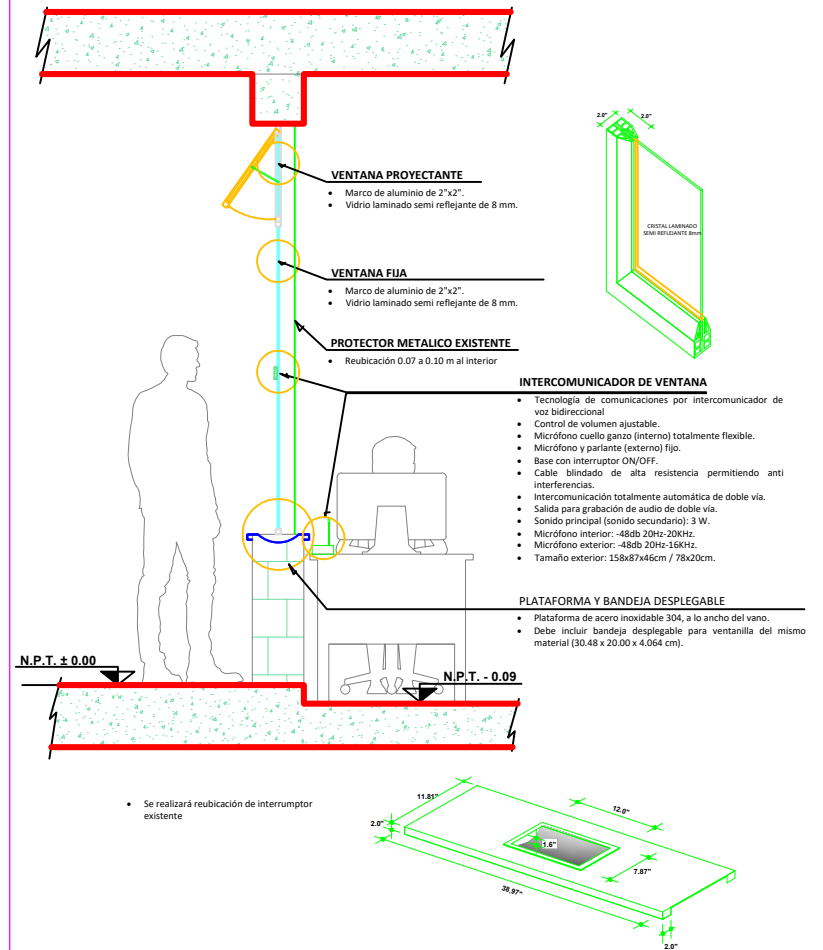 2.0"
2.0"
CRISTAL LAMINADO
SEMI REFLEJANTE 8mm
VENTANA PROYECTANTE
• Marco de aluminio de 2"x2".
• Vidrio laminado semi reflejante de 8 mm.
VENTANA FIJA
• Marco de aluminio de 2"x2".
• Vidrio laminado semi reflejante de 8 mm.
PROTECTOR METALICO EXISTENTE
• Reubicación 0.07 a 0.10 m al interior
INTERCOMUNICADOR DE VENTANA
• Tecnología de comunicaciones por intercomunicador de
voz bidireccional
• Control de volumen ajustable.
• Micrófono cuello ganzo (interno) totalmente flexible.
• Micrófono y parlante (externo) fijo.
• Base con interruptor ON/OFF.
• Cable blindado de alta resistencia permitiendo anti
interferencias.
• Intercomunicación totalmente automática de doble vía.
• Salida para grabación de audio de doble vía.
• Sonido principal (sonido secundario): 3 W.
• Micrófono interior: -48db 20Hz-20KHz.
• Micrófono exterior: -48db 20Hz-16KHz.
• Tamaño exterior: 158x87x46cm / 78x20cm.
PLATAFORMA Y BANDEJA DESPLEGABLE
• Plataforma de acero inoxidable 304, a lo ancho del vano.
• Debe incluir bandeja desplegable para ventanilla del mismo
material (30.48 x 20.00 x 4.064 cm).
N.P.T. ± 0.00
N.P.T. - 0.09
• Se realizará reubicación de interrumptor
existente
11.81"
12.0"
2.0"
1.6"
7.87"
38.97"
2.0"